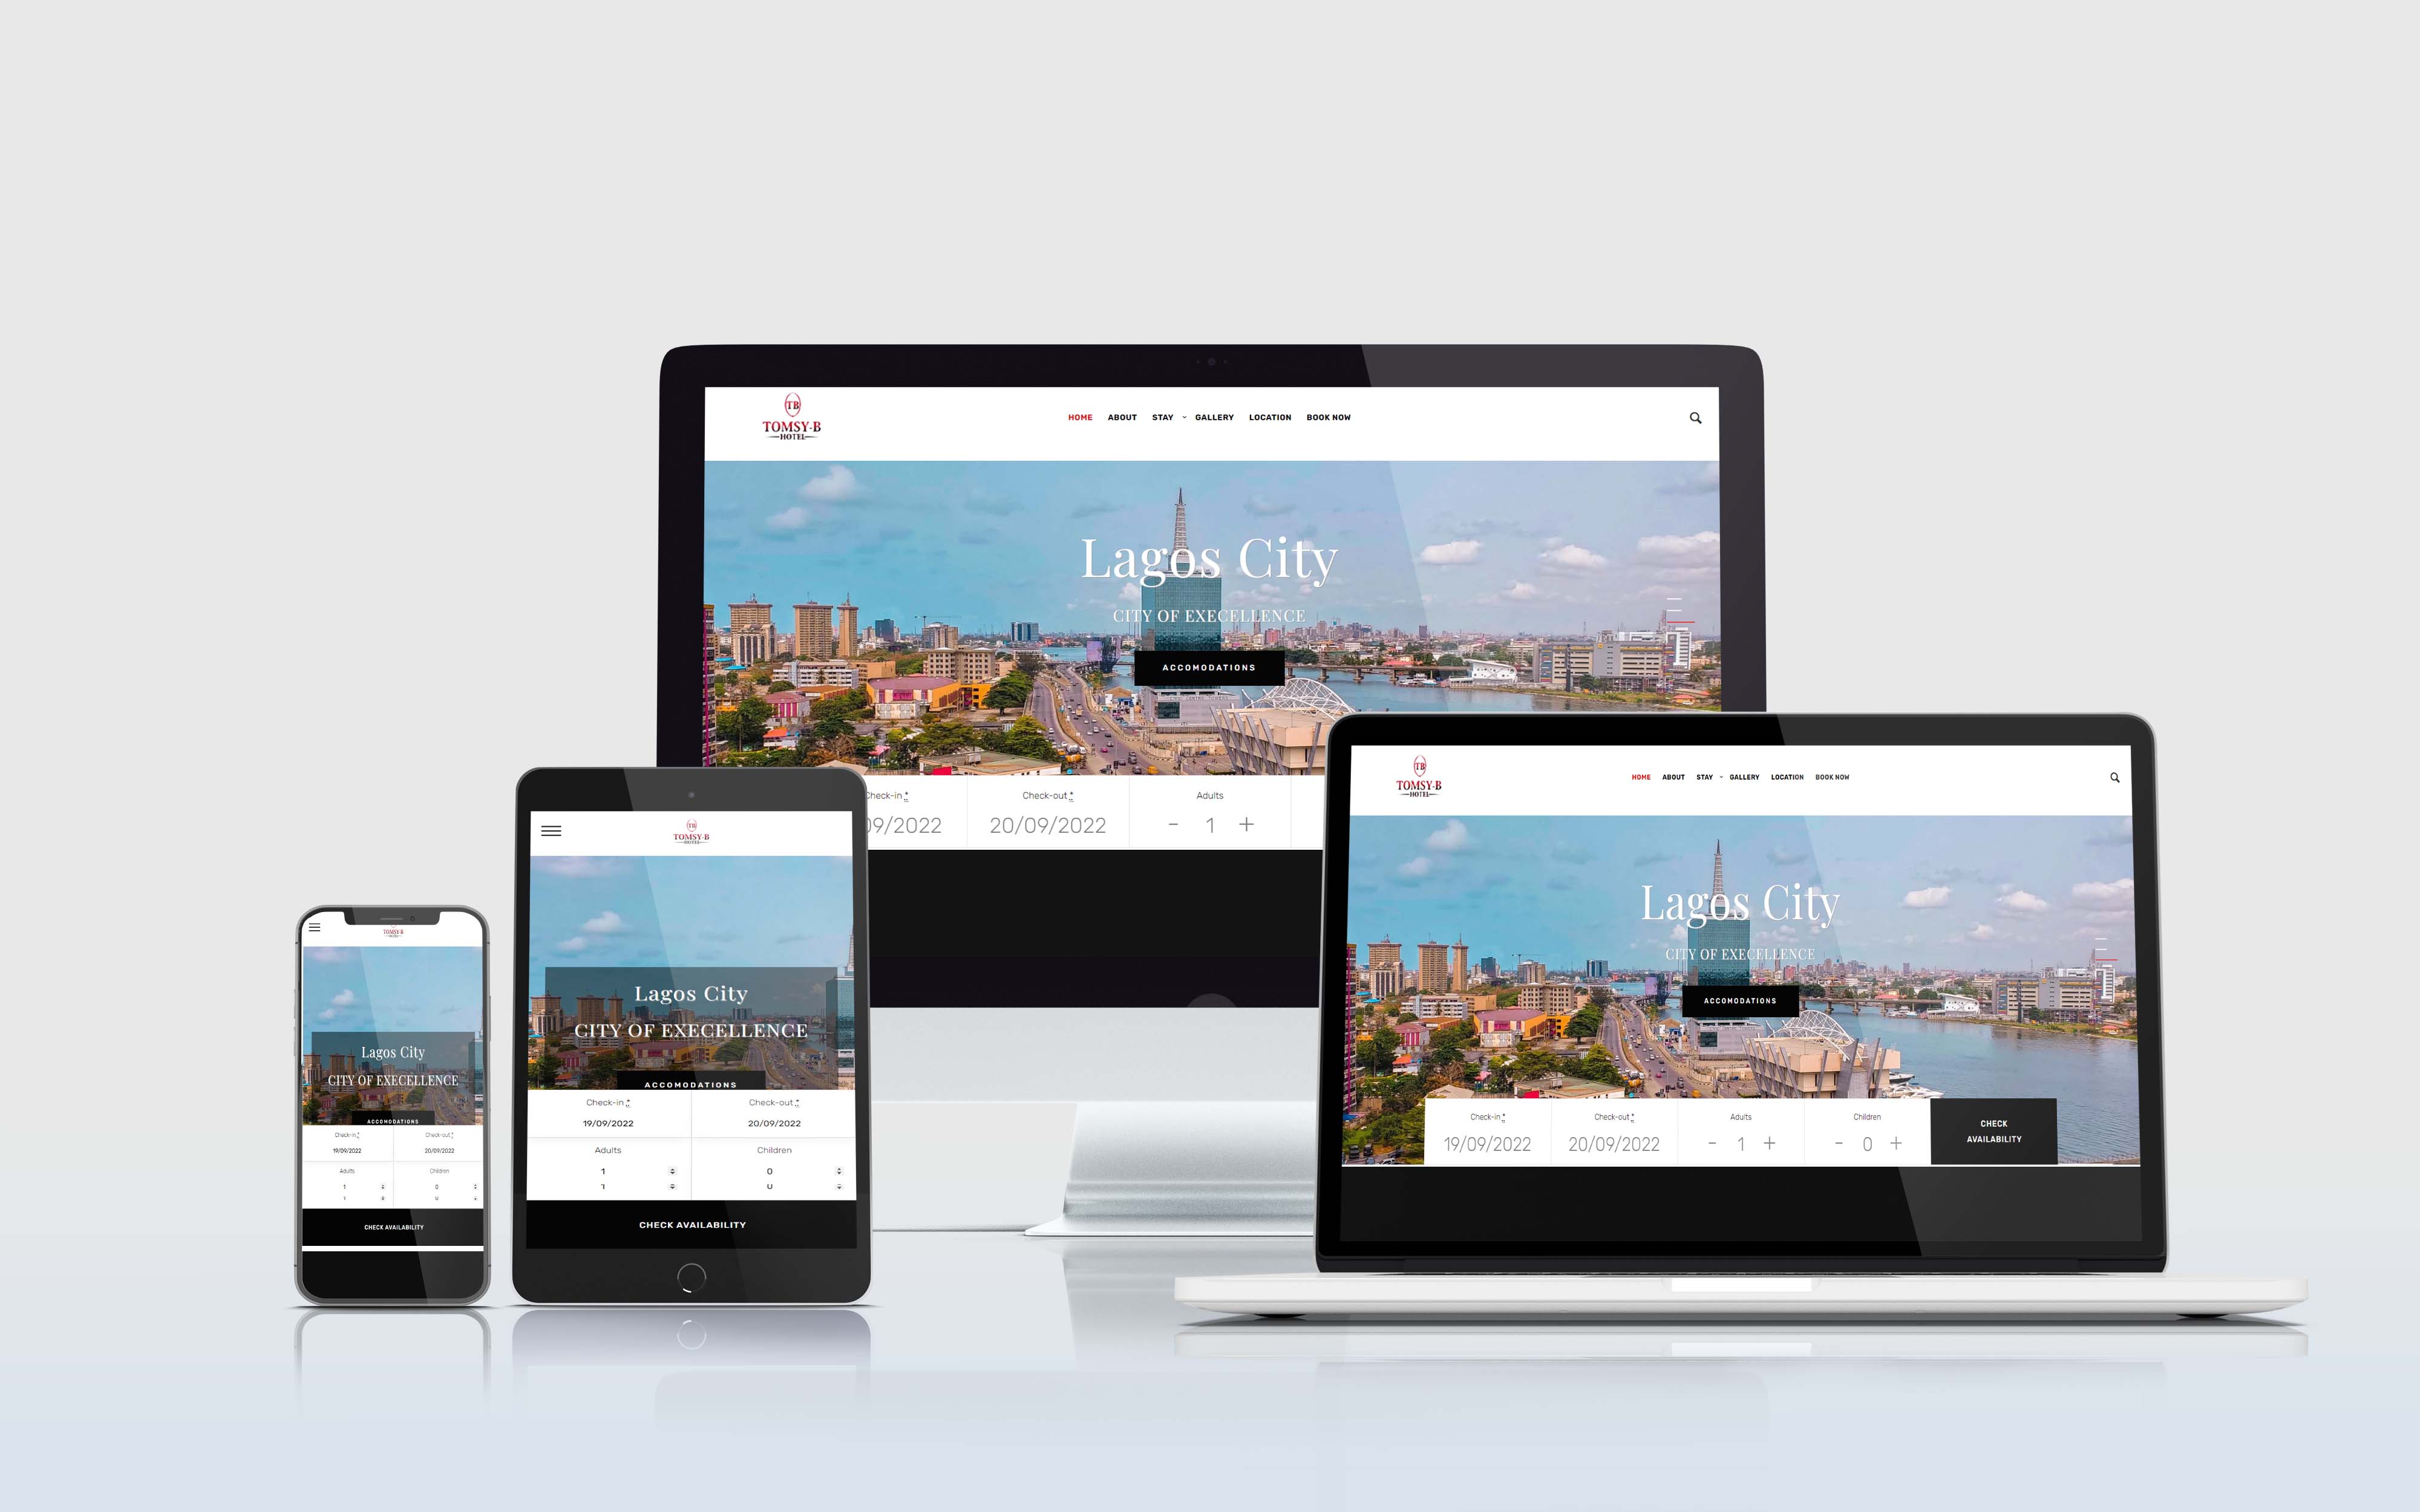 TB
TOMSY-B
HOTEL
HOME ABOUT STAY GALLERY LOCATION BOOK NOW
Lagos City
CITY OF EXECELLENCE
ACCOMODATIONS
Check-in * Check-out * Adults
09/2022 20/09/2022 - 1 +
TB
TOMSY-B
HOTEL
HOME ABOUT STAY GALLERY LOCATION BOOK NOW
Lagos City
CITY OF EXECELLENCE
ACCOMODATIONS
Check-in * Check-out * Adults Children
19/09/2022 20/09/2022 - 1 + - 0 +
CHECK
AVAILABILITY
TB
TOMSY-B
HOTEL
Lagos City
CITY OF EXECELLENCE
ACCOMODATIONS
Check-in * Check-out *
19/09/2022 20/09/2022
Adults Children
1 0
CHECK AVAILABILITY
TOMSY-B
Lagos City
CITY OF EXECELLENCE
ACCOMODATIONS
Check-in * Check-out *
19/09/2022 20/09/2022
Adults Children
1 0
CHECK AVAILABILITY